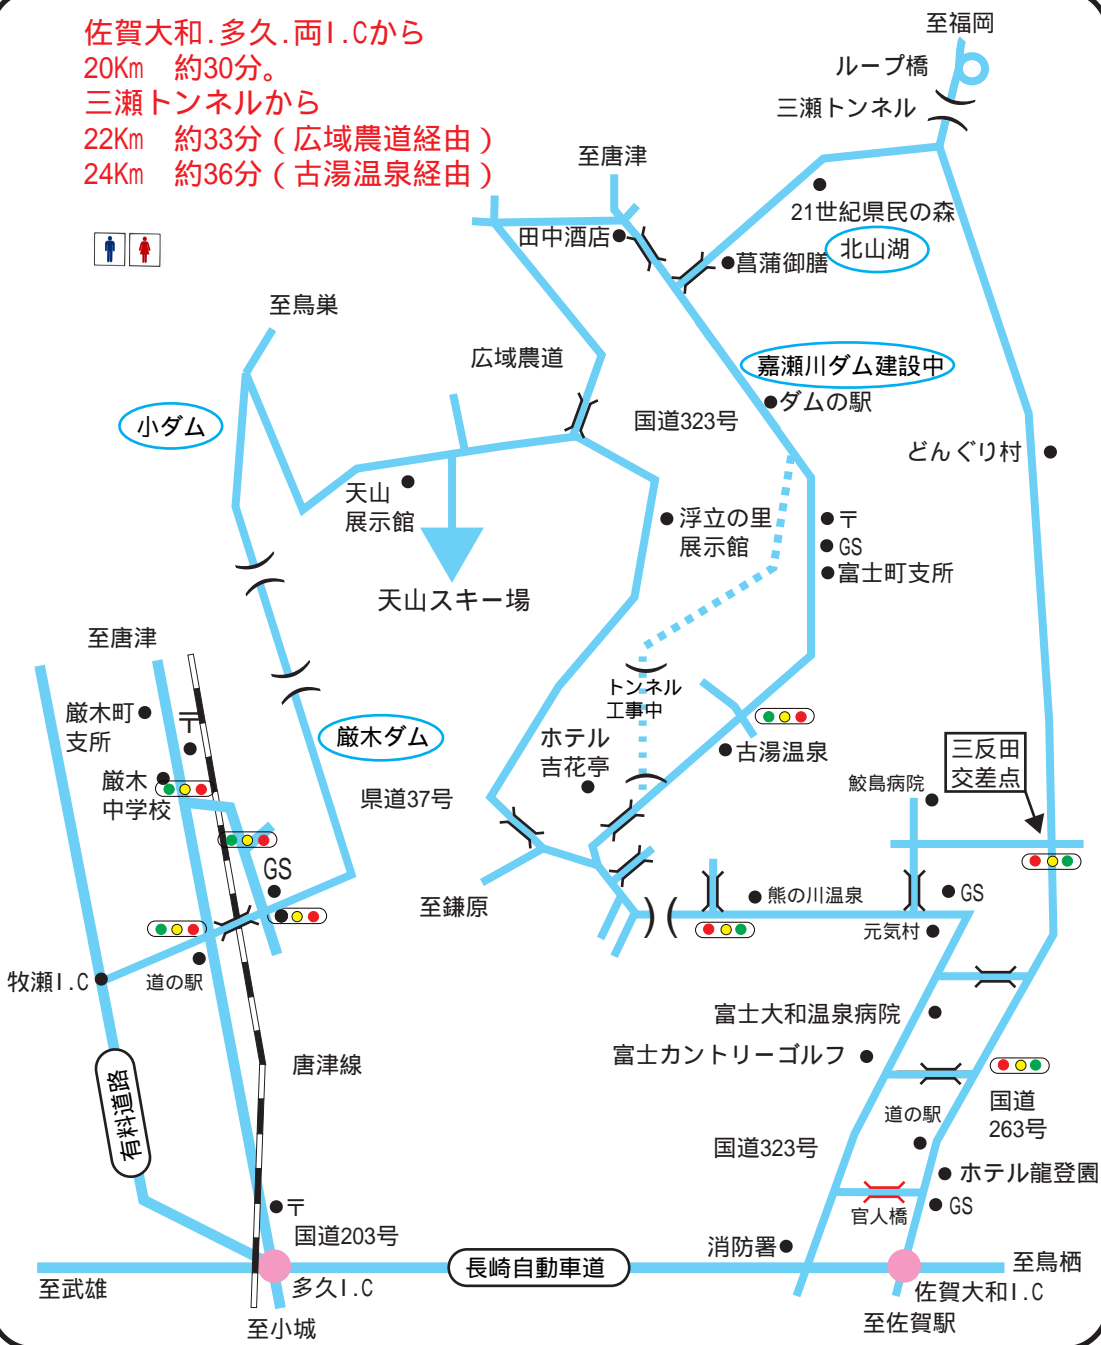 佐賀大和.多久.両I.Cから
20Km　約30分。
三瀬トンネルから
22Km　約33分(広域農道経由)
24Km　約36分(古湯温泉経由)
至福岡
ループ橋
三瀬トンネル
至唐津
21世紀県民の森
田中酒店
菖蒲御膳
北山湖
至鳥巣
広域農道
嘉瀬川ダム建設中
ダムの駅
小ダム
国道323号
どんぐり村
天山
展示館
浮立の里
展示館
〒
GS
富士町支所
天山スキー場
至唐津
トンネル
工事中
厳木町
支所
〒
厳木ダム
ホテル
吉花亭
古湯温泉
三反田
交差点
厳木
中学校
県道37号
鮫島病院
GS
至鎌原
熊の川温泉
GS
元気村
牧瀬I.C
道の駅
富士大和温泉病院
富士カントリーゴルフ
唐津線
有料道路
国道
263号
道の駅
国道323号
ホテル龍登園
〒
官人橋
GS
国道203号
消防署
長崎自動車道
至鳥栖
至武雄
多久I.C
佐賀大和I.C
至小城
至佐賀駅